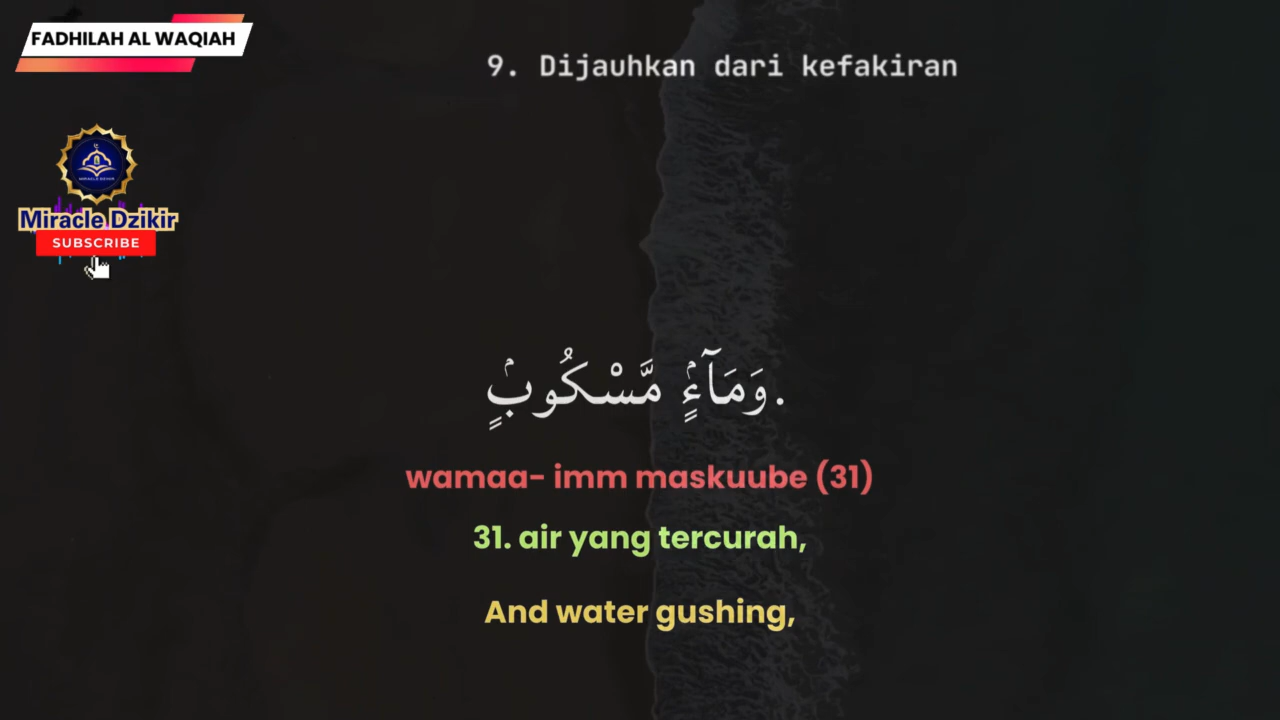 FADHILAH AL WAQIAH
9. Dijauhkan dari kefakiran
Miracle Dzikir
SUBSCRIBE
.وَمَآءٍۢ مَّسْكُوبٍۢ
wamaa- imm maskuube (31)
31. air yang tercurah,
And water gushing,